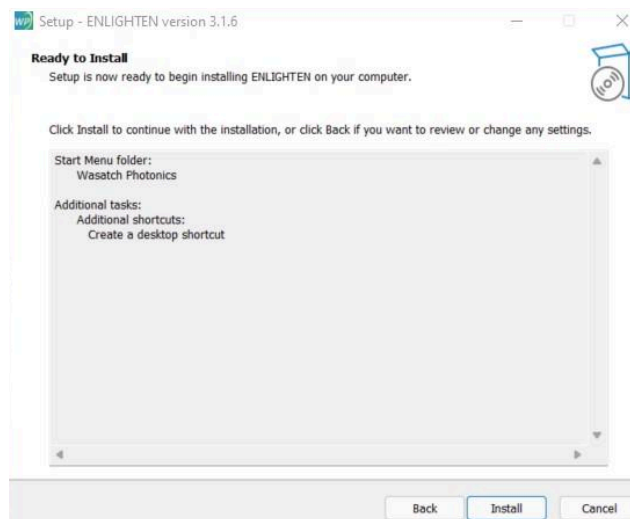 WP Setup - ENLIGHTEN version 3.1.6
Ready to Install
Setup is now ready to begin installing ENLIGHTEN on your computer.
Click Install to continue with the installation, or click Back if you want to review or change any settings.
Start Menu folder:
Wasatch Photonics
Additional tasks:
Additional shortcuts:
Create a desktop shortcut
Back Install Cancel